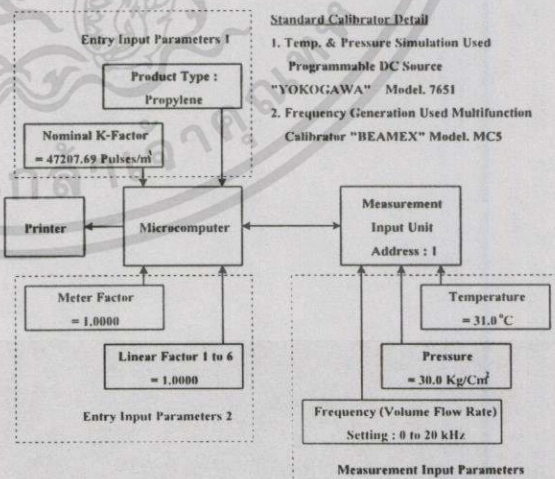 Standard Calibrator Detail
1. Temp. & Pressure Simulation Used
Programmable DC Source
"YOKOGAWA" Model. 7651
2. Frequency Generation Used Multifunction
Calibrator "BEAMEX" Model. MC5
Entry Input Parameters 1
Product Type :
Propylene
Nominal K-Factor
= 47207.69 Pulses/m³
Printer
Microcomputer
Measurement
Input Unit
Address : 1
Meter Factor
= 1.0000
Linear Factor 1 to 6
= 1.0000
Entry Input Parameters 2
Temperature
= 31.0°C
Pressure
= 30.0 Kg/Cm²
Frequency (Volume Flow Rate)
Setting : 0 to 20 kHz
Measurement Input Parameters